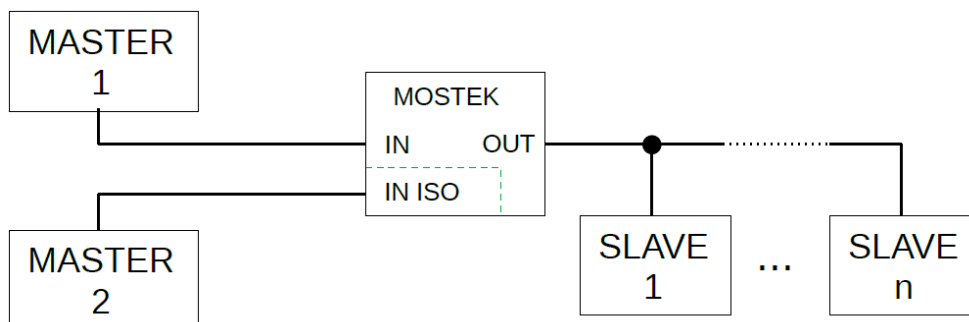 MASTER
1
MOSTEK
IN OUT
IN ISO
MASTER
2
SLAVE
1
...
SLAVE
n